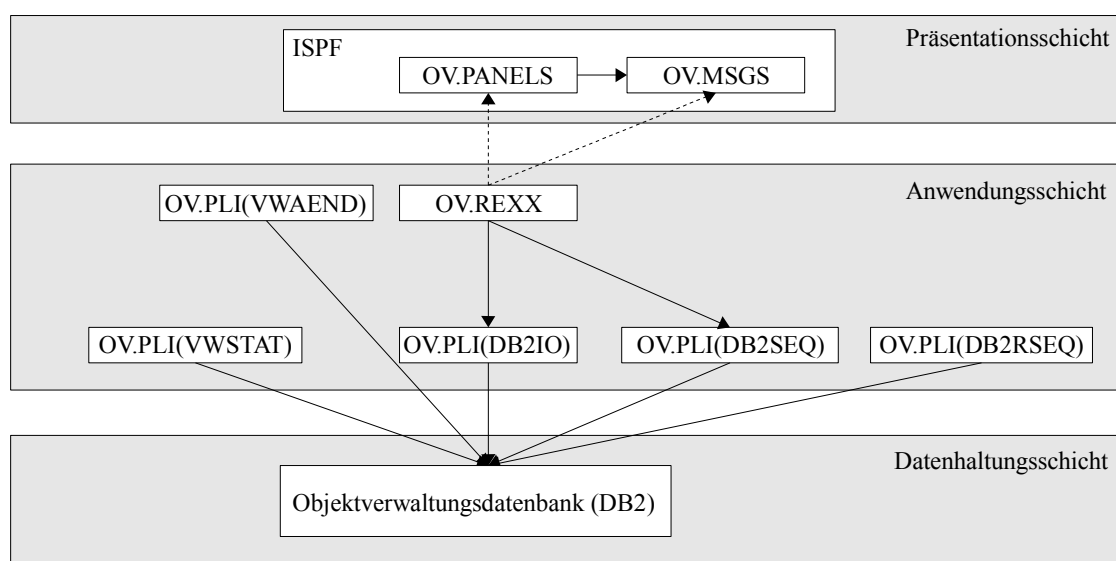 Präsentationsschicht
ISPF
OV.PANELS
OV.MSGS
Anwendungsschicht
OV.PLI(VWAEND)
OV.REXX
OV.PLI(VWSTAT)
OV.PLI(DB2IO)
OV.PLI(DB2SEQ)
OV.PLI(DB2RSEQ)
Datenhaltungsschicht
Objektverwaltungsdatenbank (DB2)